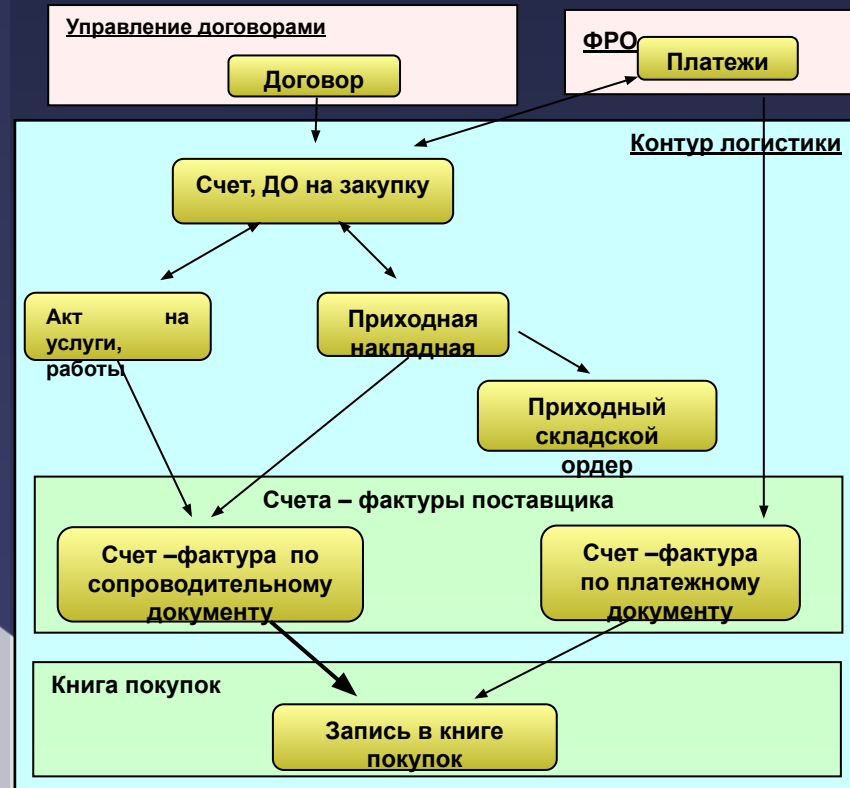 Управление договорами
Договор
ФРО
Платежи
Контур логистики
Счет, ДО на закупку
Акт на
услуги,
работы
Приходная
накладная
Приходный
складской
ордер
Счета – фактуры поставщика
Счет –фактура по
сопроводительному
документу
Счет –фактура
по платежному
документу
Книга покупок
Запись в книге
покупок